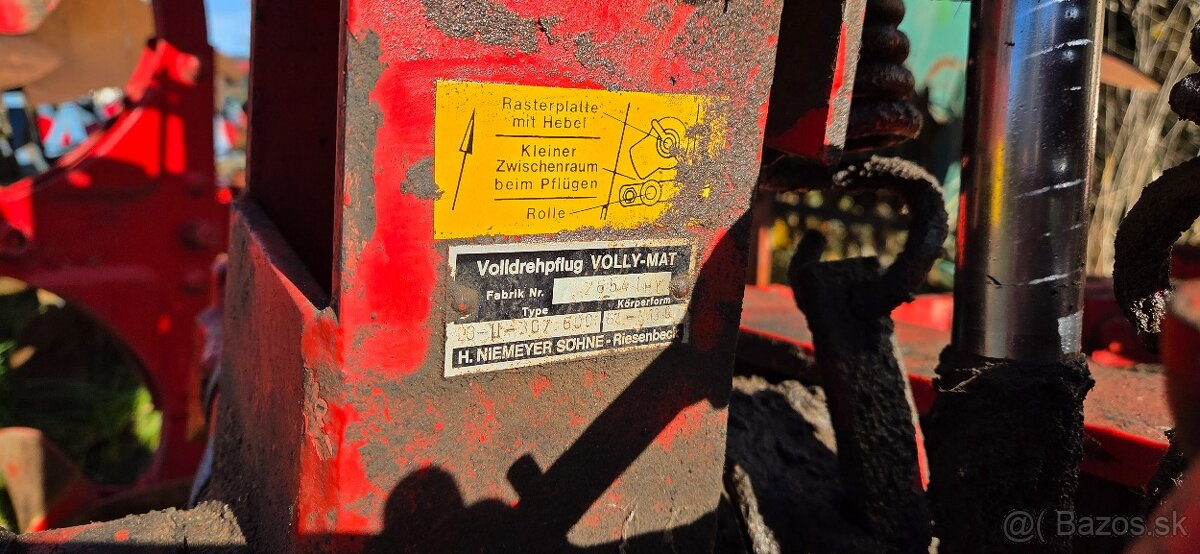 Rasterplatte
mit Hebel
Kleiner
Zwischenraum
beim Pflügen
Rolle
Volldrehpflug VOLLY-MAT
Fabrik Nr.
Type
Körperform
H. NIEMEYER SÖHNE - Riesenbeck
@( Bazos.sk